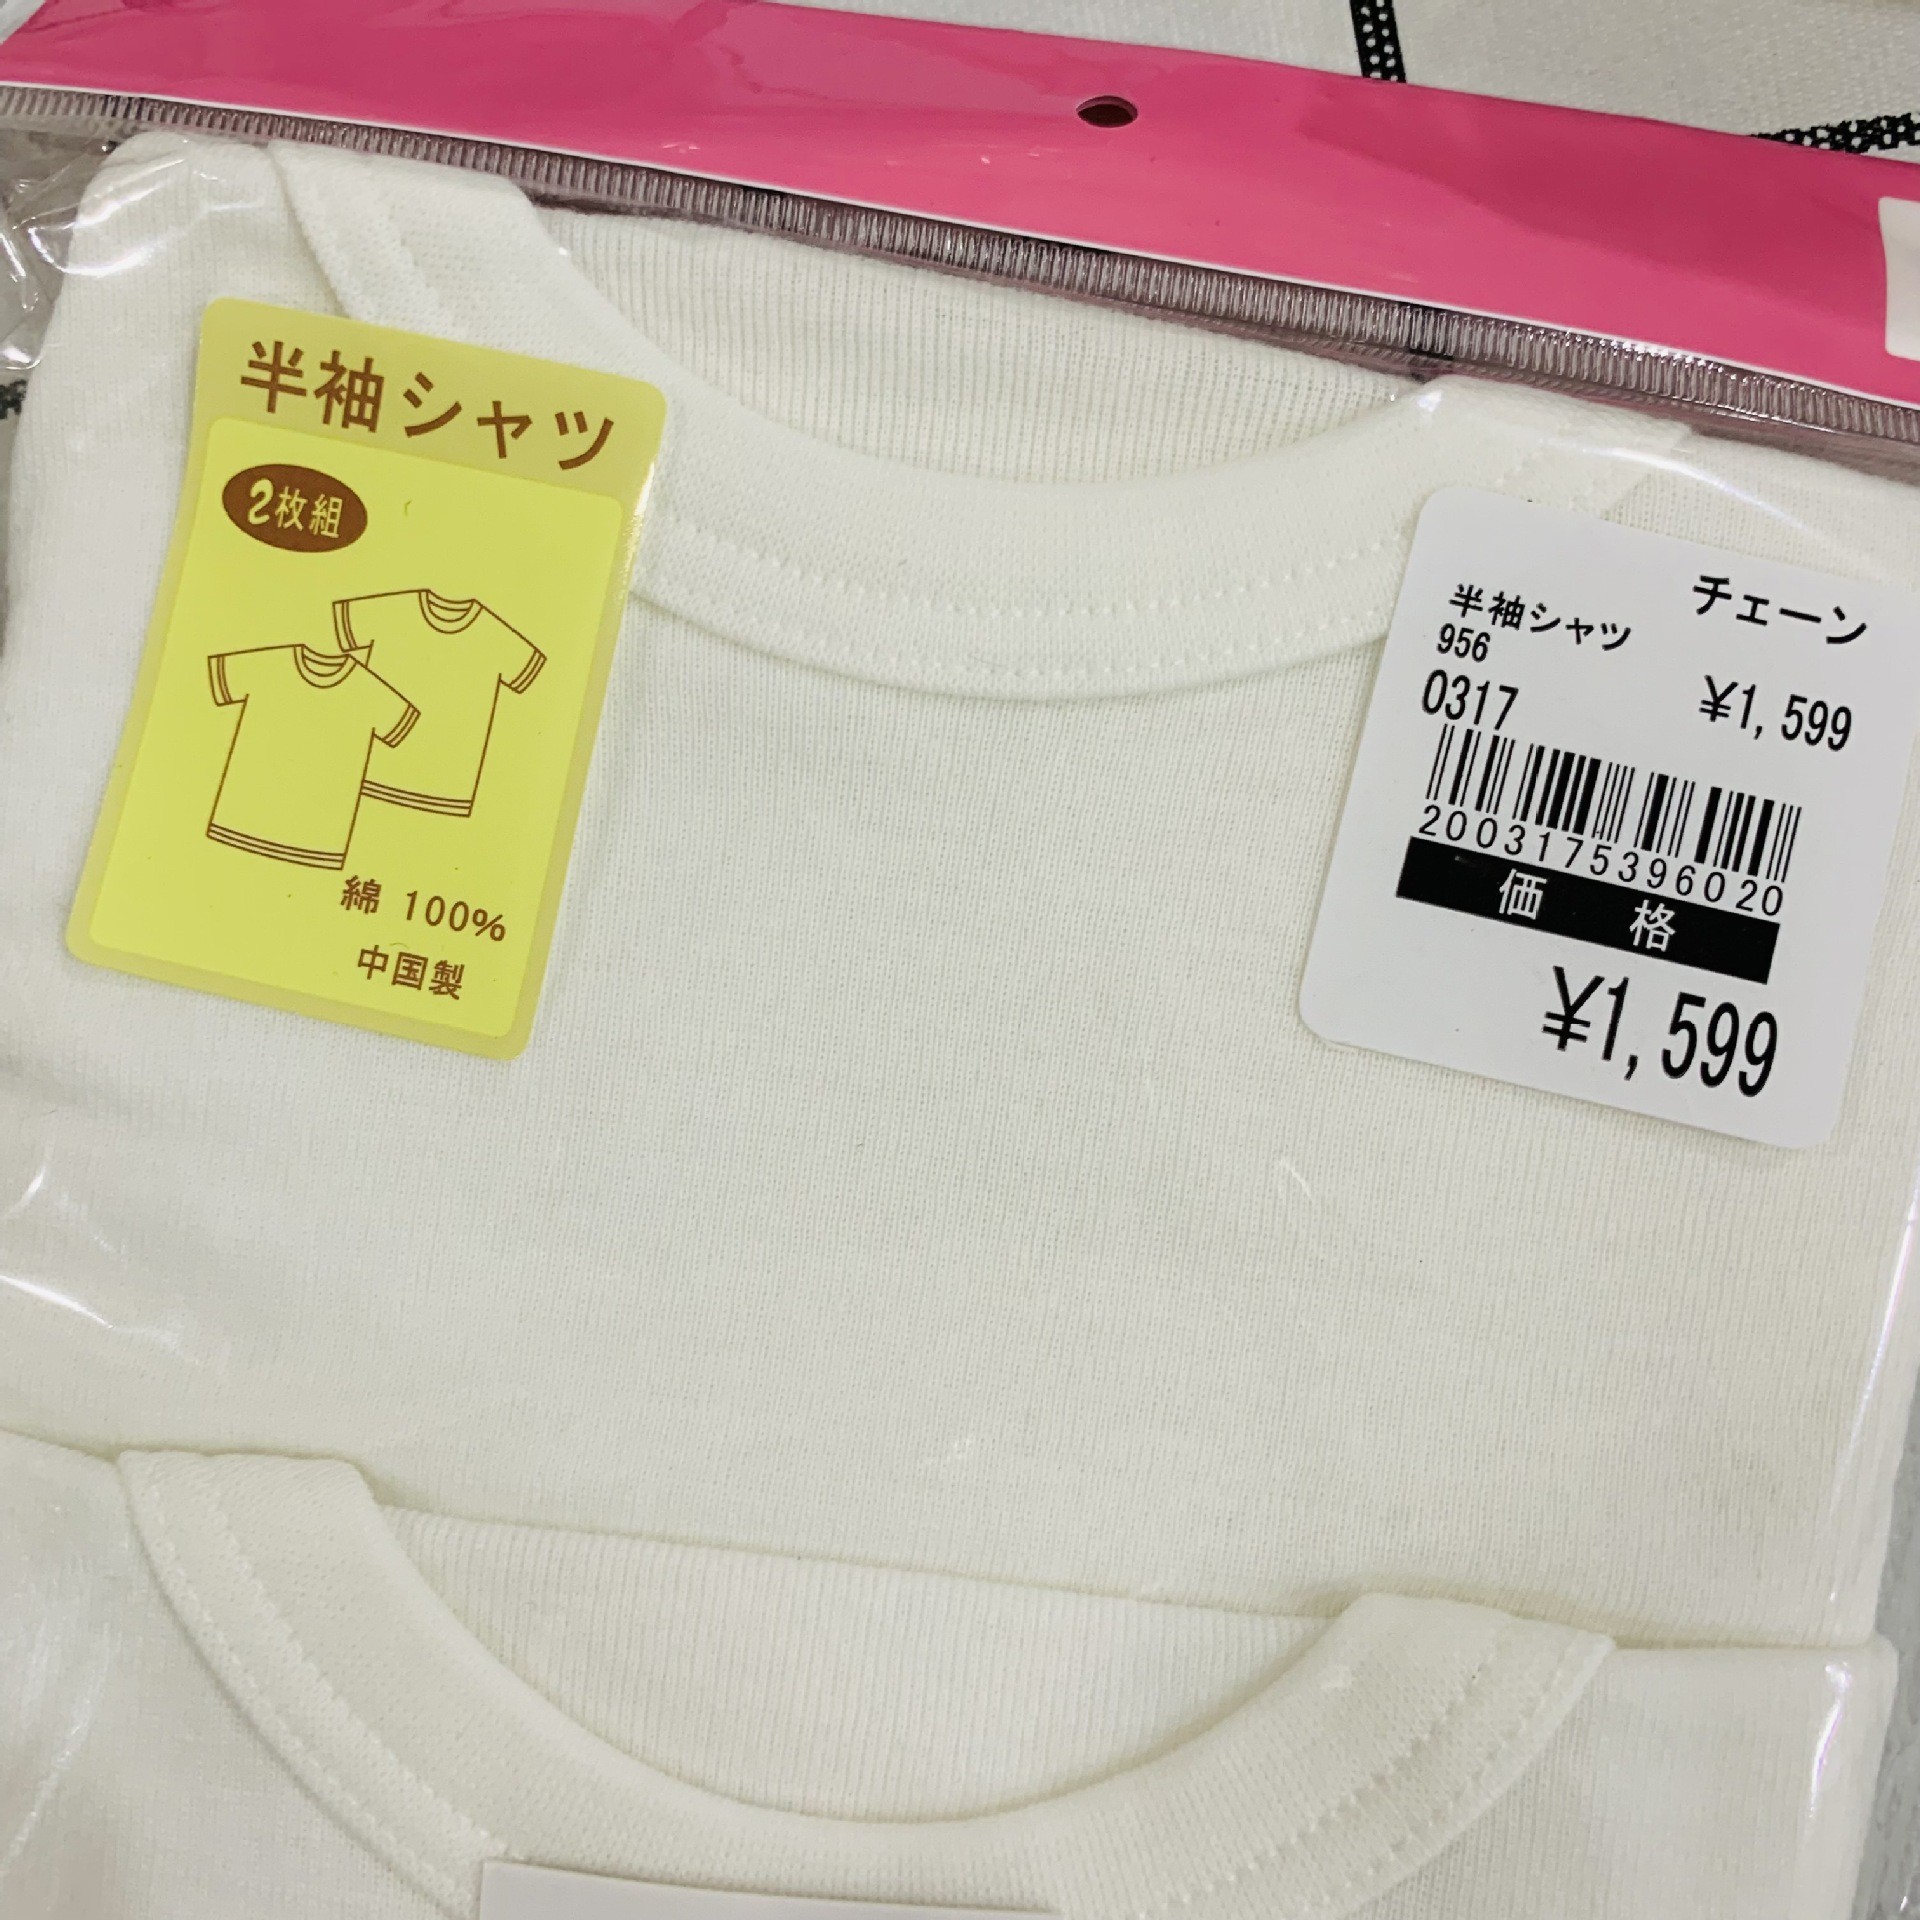 半袖シャツ
2枚組
綿 100%
中国製
チェーン
半袖シャツ
956
0317 ¥1,599
2003175396020
価格
¥1,599